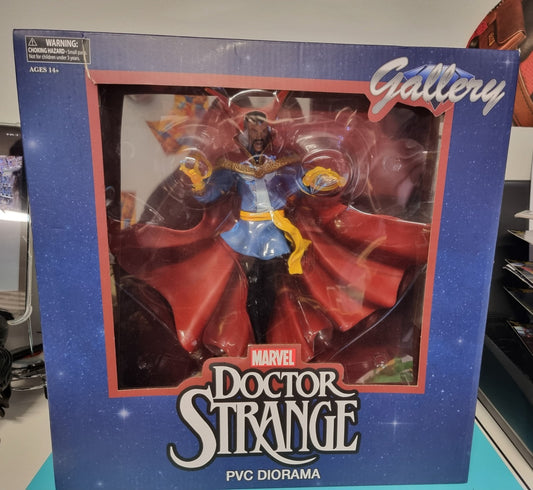 WARNING:
CHOKING HAZARD - Small parts.
Not for children under 3 years.
AGES 14+
Gallery
MARVEL
DOCTOR
STRANGE
PVC DIORAMA